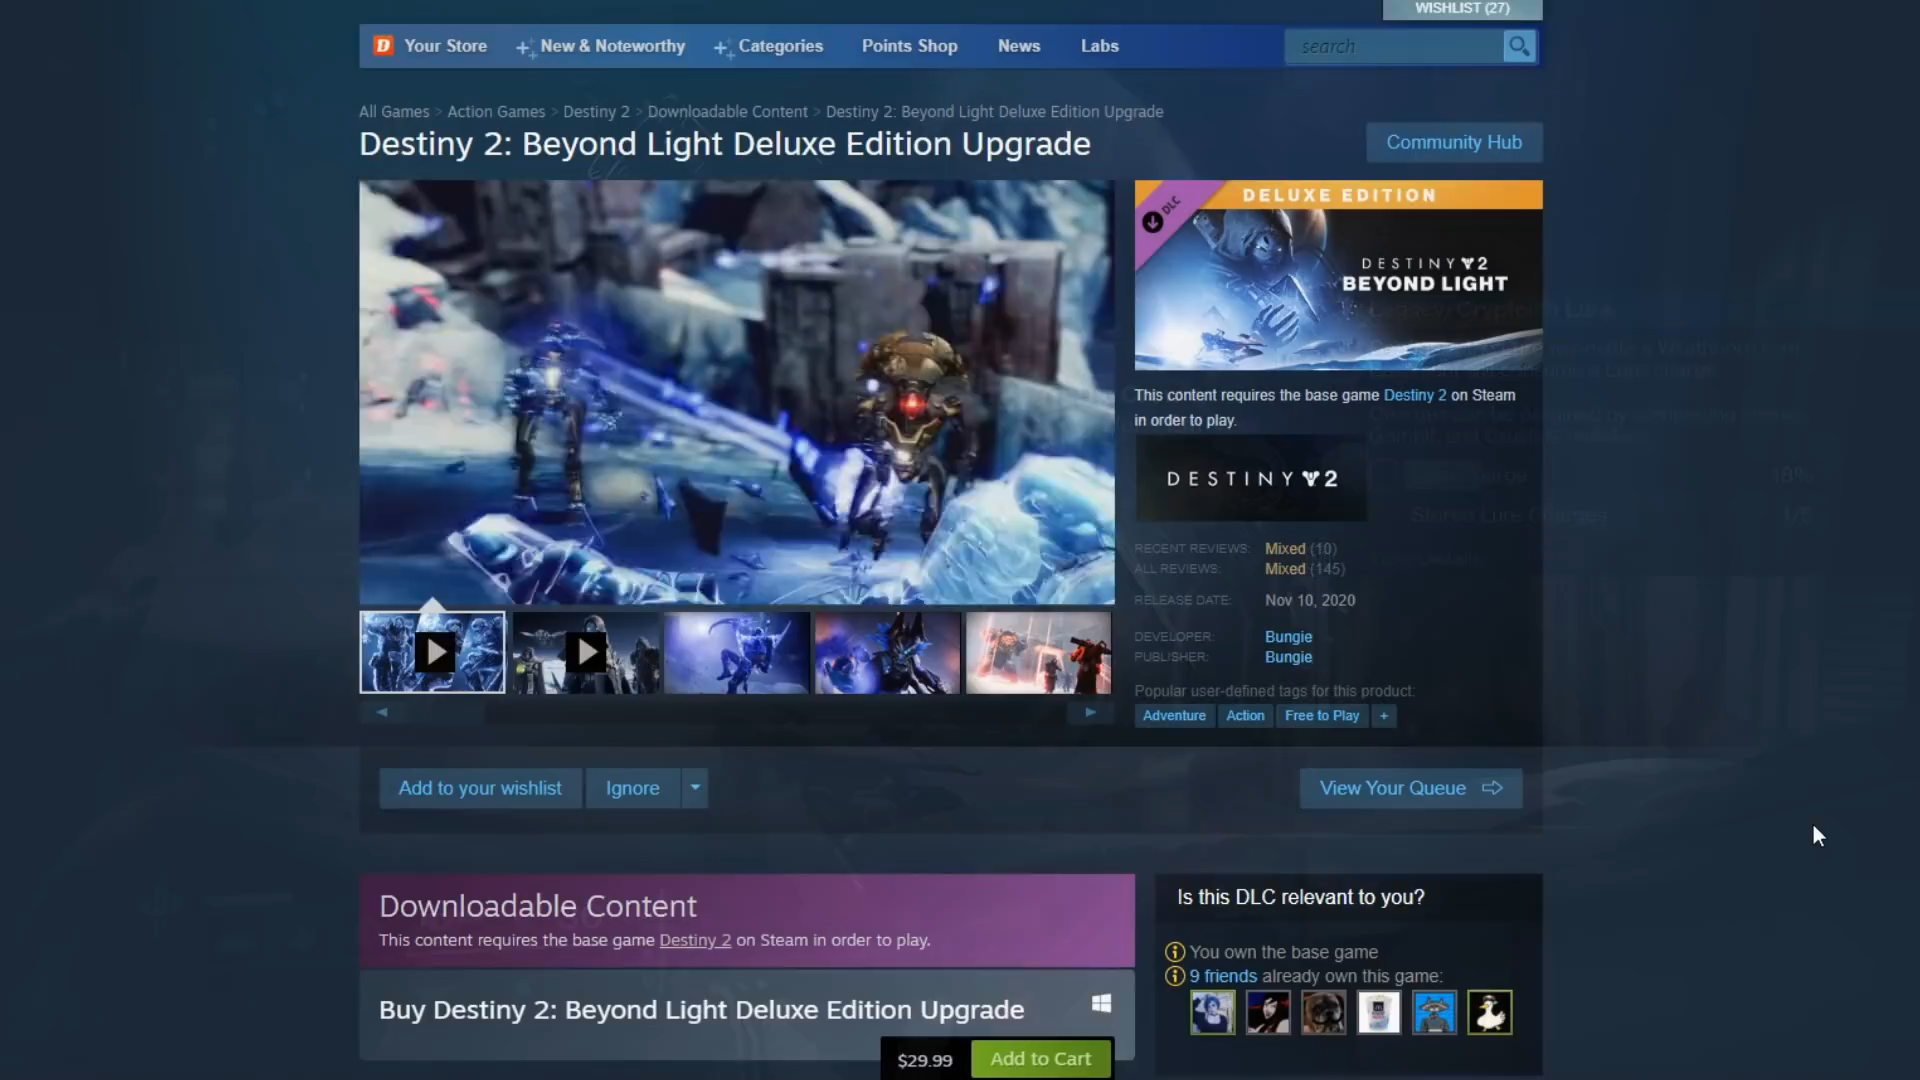 WISHLIST (27)
Your Store
New & Noteworthy
Categories
Points Shop
News
Labs
search
All Games > Action Games > Destiny 2 > Downloadable Content > Destiny 2: Beyond Light Deluxe Edition Upgrade
Destiny 2: Beyond Light Deluxe Edition Upgrade
Community Hub
DELUXE EDITION
DLC
DESTINY 2
BEYOND LIGHT
This content requires the base game Destiny 2 on Steam
in order to play.
DESTINY 2
RECENT REVIEWS: Mixed (10)
ALL REVIEWS: Mixed (145)
RELEASE DATE: Nov 10, 2020
DEVELOPER: Bungie
PUBLISHER: Bungie
Popular user-defined tags for this product:
Adventure
Action
Free to Play
+
18%
Stored Lure Charges 1/5
Add to your wishlist
Ignore
View Your Queue
Downloadable Content
This content requires the base game Destiny 2 on Steam in order to play.
Buy Destiny 2: Beyond Light Deluxe Edition Upgrade
$29.99
Add to Cart
Is this DLC relevant to you?
You own the base game
9 friends already own this game: